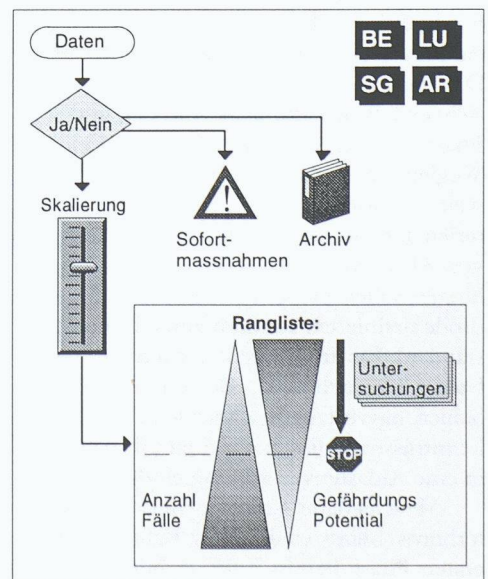 Daten
BE LU
SG AR
Ja/Nein
Skalierung
Sofort-
massnahmen
Archiv
Rangliste:
Unter-
suchungen
STOP
Anzahl
Fälle
Gefährdungs
Potential